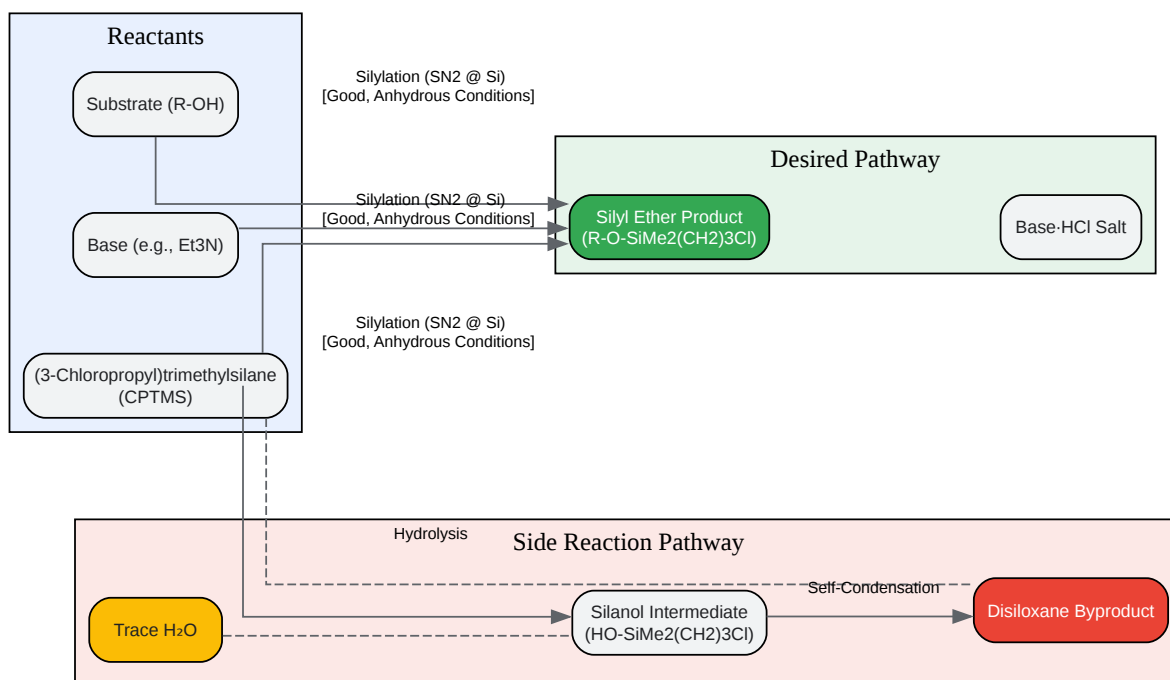 Reactants
Substrate (R-OH)
Base (e.g., Et3N)
(3-Chloropropyl)trimethylsilane
(CPTMS)
Silylation (SN2 @ Si)
[Good, Anhydrous Conditions]
Silylation (SN2 @ Si)
[Good, Anhydrous Conditions]
Silylation (SN2 @ Si)
[Good, Anhydrous Conditions]
Desired Pathway
Silyl Ether Product
(R-O-SiMe2(CH2)3Cl)
Base·HCl Salt
Hydrolysis
Side Reaction Pathway
Trace H₂O
Silanol Intermediate
(HO-SiMe2(CH2)3Cl)
Self-Condensation
Disiloxane Byproduct